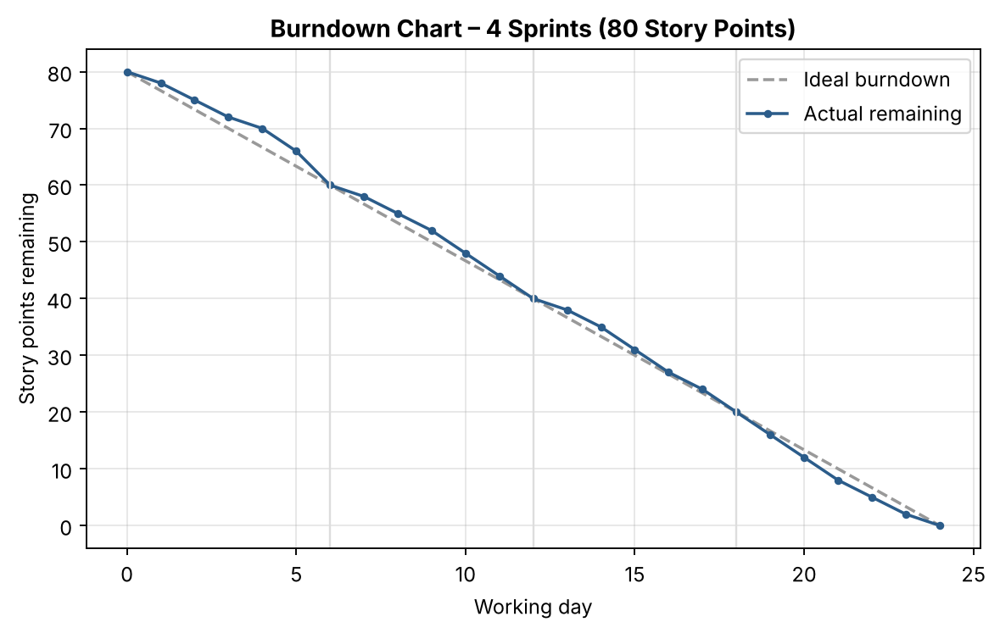 Burndown Chart – 4 Sprints (80 Story Points)
Ideal burndown
Actual remaining
Story points remaining
80
70
60
50
40
30
20
10
0
0 5 10 15 20 25
Working day